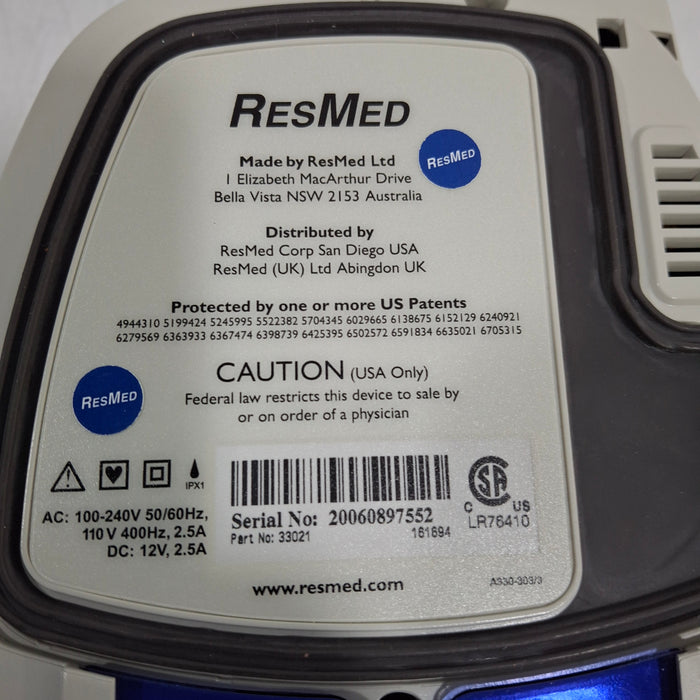 RESMED
Made by ResMed Ltd
1 Elizabeth MacArthur Drive
Bella Vista NSW 2153 Australia
RESMED
Distributed by
ResMed Corp San Diego USA
ResMed (UK) Ltd Abingdon UK
Protected by one or more US Patents
4944310 5199424 5245995 5522382 5704345 6029665 6138675 6152129 6240921
6279569 6363933 6367474 6398739 6425395 6502572 6591834 6635021 6705315
CAUTION (USA Only)
Federal law restricts this device to sale by
or on order of a physician
RESMED
IPX1
AC: 100-240V 50/60Hz,
110V 400Hz, 2.5A
DC: 12V, 2.5A
Serial No: 20060897552
Part No: 33021 161694
SA
C US
LR76410
www.resmed.com
A330-303/3